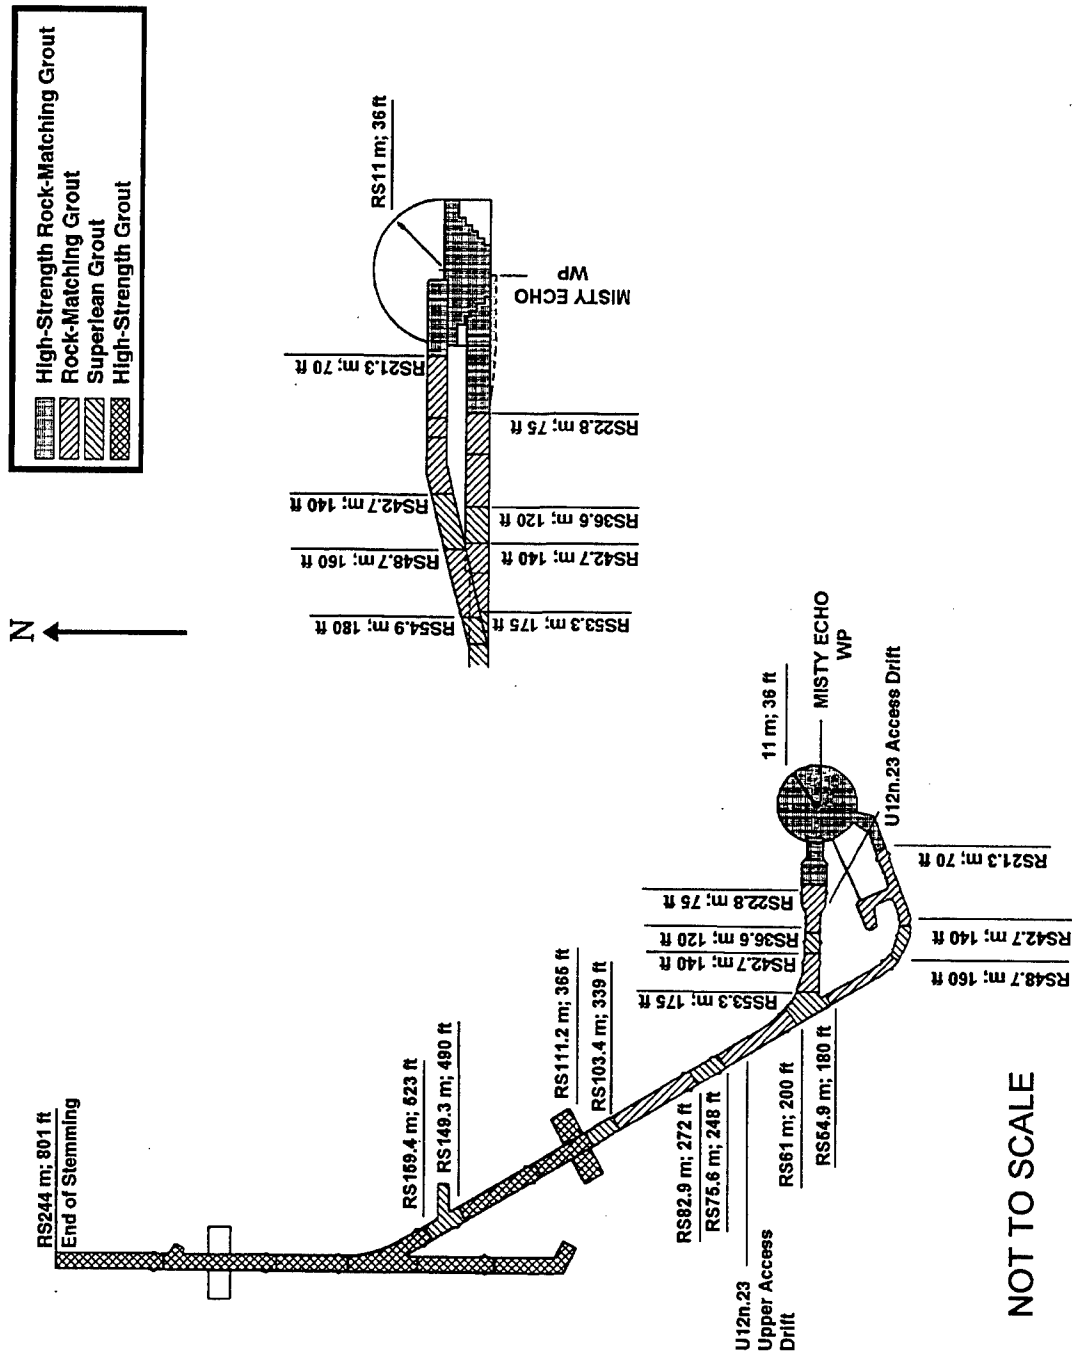 High-Strength Rock-Matching Grout
Rock-Matching Grout
Superlean Grout
High-Strength Grout
N
RS11 m; 36 ft
RS21.3 m; 70 ft
RS42.7 m; 140 ft
RS48.7 m; 160 ft
RS54.9 m; 180 ft
MISTY ECHO
WP
RS22.8 m; 75 ft
RS36.6 m; 120 ft
RS42.7 m; 140 ft
RS53.3 m; 175 ft
RS244 m; 801 ft
End of Stemming
RS159.4 m; 523 ft
RS149.3 m; 490 ft
RS111.2 m; 365 ft
RS103.4 m; 339 ft
RS53.3 m; 175 ft
RS42.7 m; 140 ft
RS36.6 m; 120 ft
RS22.8 m; 75 ft
11 m; 36 ft
MISTY ECHO
WP
U12n.23 Access Drift
RS21.3 m; 70 ft
RS42.7 m; 140 ft
RS48.7 m; 160 ft
RS54.9 m; 180 ft
RS61 m; 200 ft
RS75.6 m; 248 ft
RS82.9 m; 272 ft
U12n.23
Upper Access
Drift
NOT TO SCALE